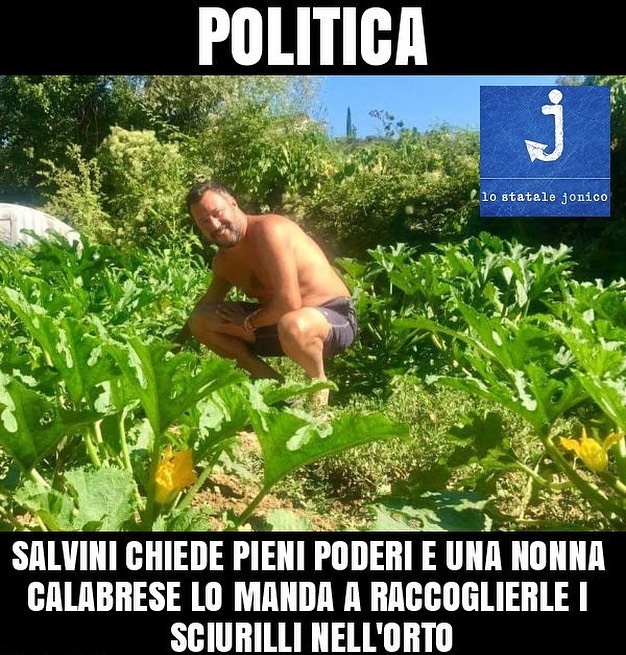 POLITICA
lo statale jonico
SALVINI CHIEDE PIENI PODERI E UNA NONNA
CALABRESE LO MANDA A RACCOGLIERLE I
SCIURILLI NELL'ORTO